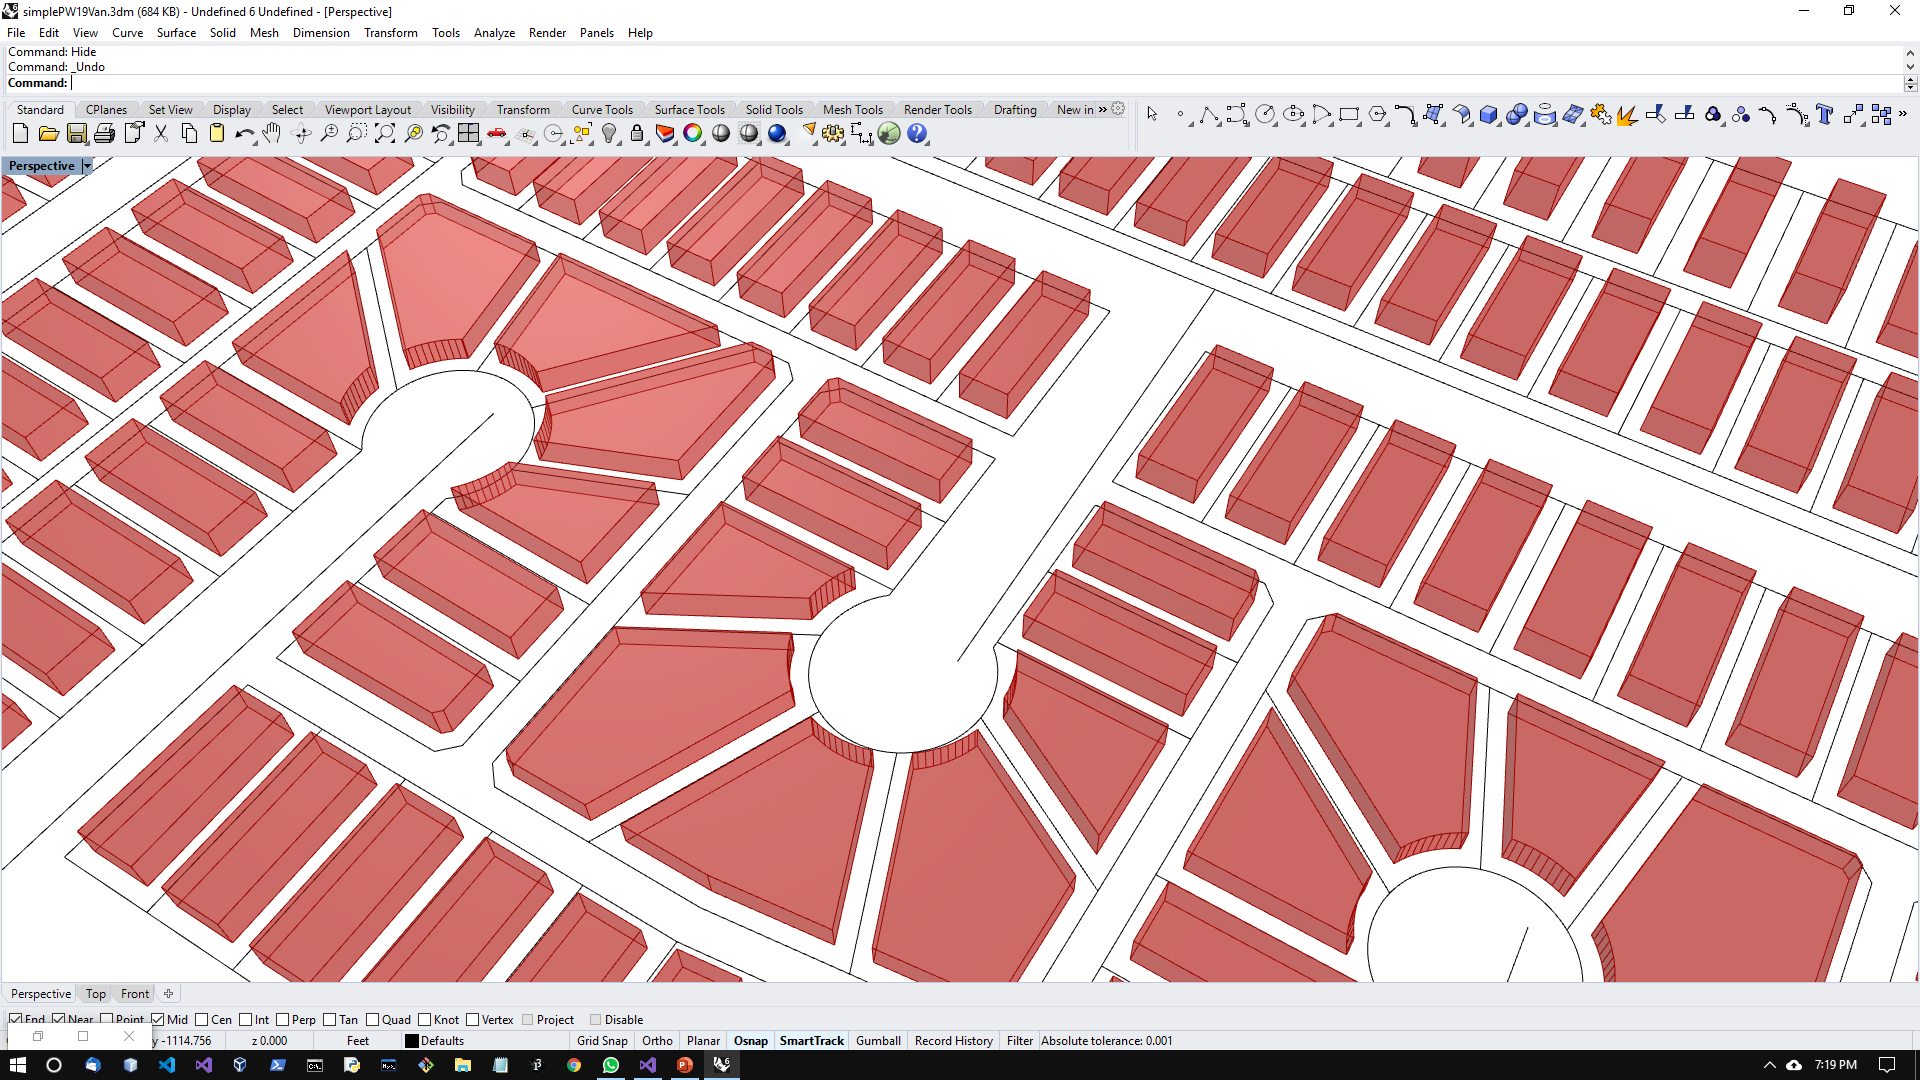 simplePW19Van.3dm (684 KB) - Undefined 6 Undefined - [Perspective]
File Edit View Curve Surface Solid Mesh Dimension Transform Tools Analyze Render Panels Help
Command: Hide
Command: _Undo
Command:
Standard CPlanes Set View Display Select Viewport Layout Visibility Transform Curve Tools Surface Tools Solid Tools Mesh Tools Render Tools Drafting New in »
Perspective
Perspective Top Front
End Near Point Mid Cen Int Perp Tan Quad Knot Vertex Project Disable
y -1114.756 z 0.000 Feet Defaults Grid Snap Ortho Planar Osnap SmartTrack Gumball Record History Filter Absolute tolerance: 0.001
7:19 PM